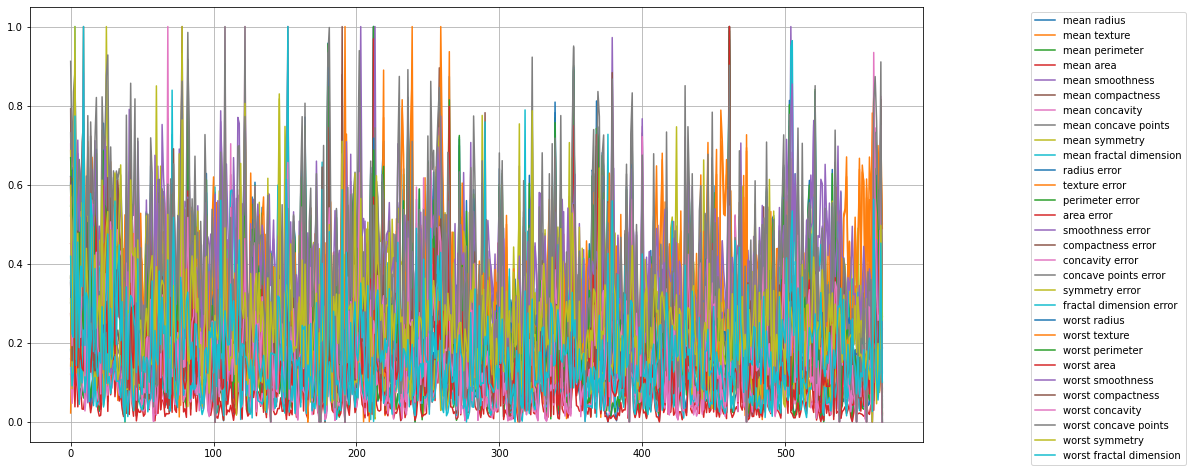 1.0
0.8
0.6
0.4
0.2
0.0
0 100 200 300 400 500
mean radius
mean texture
mean perimeter
mean area
mean smoothness
mean compactness
mean concavity
mean concave points
mean symmetry
mean fractal dimension
radius error
texture error
perimeter error
area error
smoothness error
compactness error
concavity error
concave points error
symmetry error
fractal dimension error
worst radius
worst texture
worst perimeter
worst area
worst smoothness
worst compactness
worst concavity
worst concave points
worst symmetry
worst fractal dimension